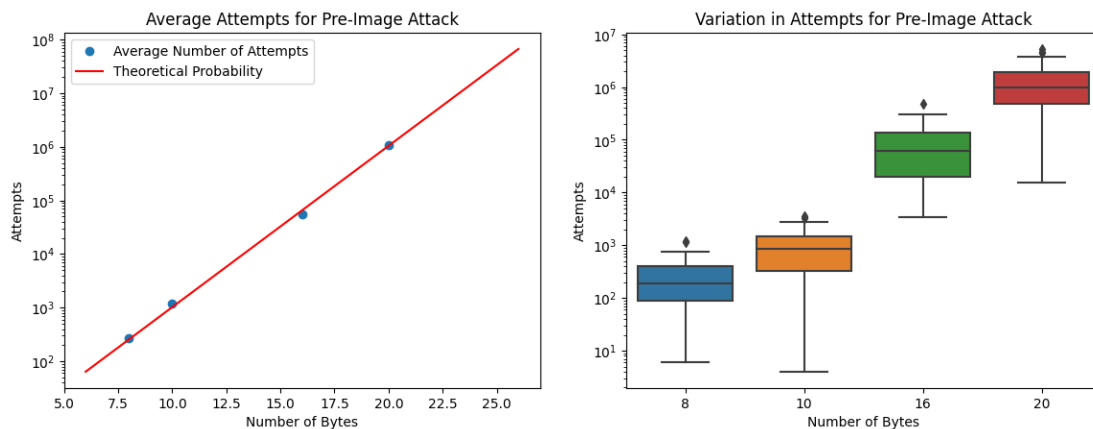 Average Attempts for Pre-Image Attack
Average Number of Attempts
Theoretical Probability
10^8
10^7
10^6
10^5
10^4
10^3
10^2
Attempts
5.0 7.5 10.0 12.5 15.0 17.5 20.0 22.5 25.0
Number of Bytes
Variation in Attempts for Pre-Image Attack
10^7
10^6
10^5
10^4
10^3
10^2
10^1
Attempts
8 10 16 20
Number of Bytes